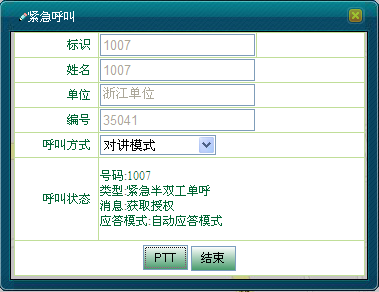 紧急呼叫
标识 1007
姓名 1007
单位 浙江单位
编号 35041
呼叫方式 对讲模式
呼叫状态
号码:1007
类型:紧急半双工单呼
消息:获取授权
应答模式:自动应答模式
PTT 结束